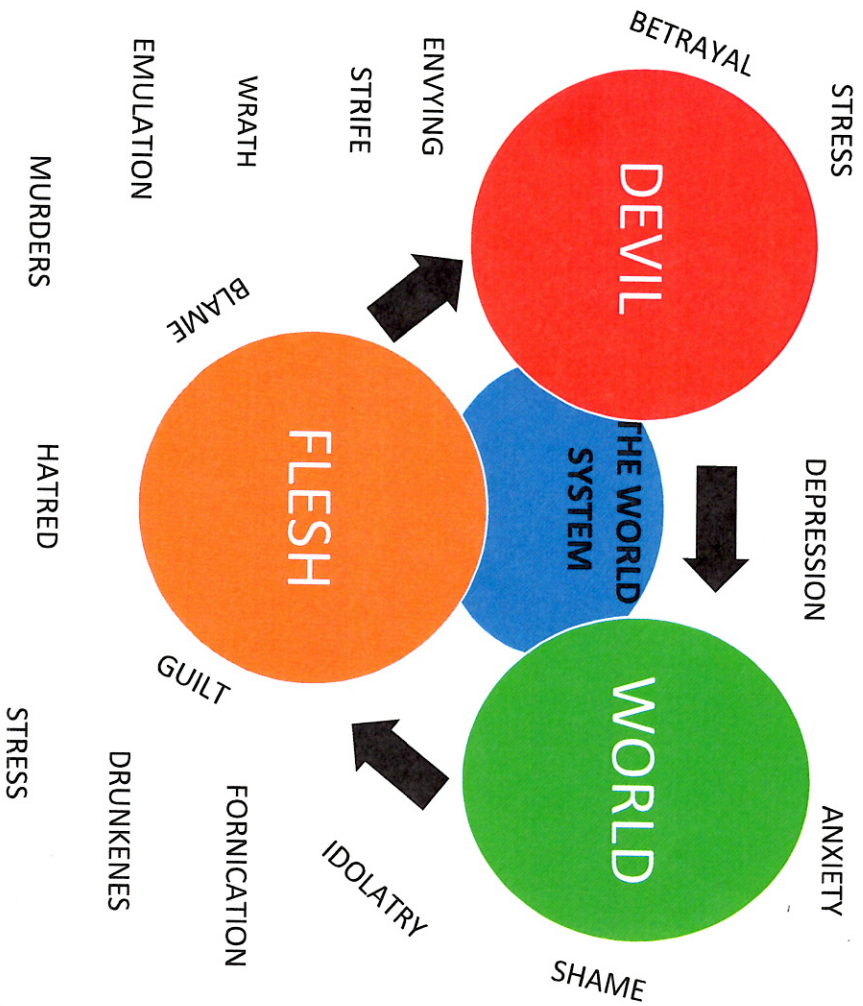 STRESS
DEPRESSION
ANXIETY
BETRAYAL
DEVIL
THE WORLD
SYSTEM
WORLD
SHAME
ENVYING
STRIFE
IDOLATRY
FLESH
WRATH
FORNICATION
BLAME
GUILT
EMULATION
DRUNKENES
MURDERS
HATRED
STRESS